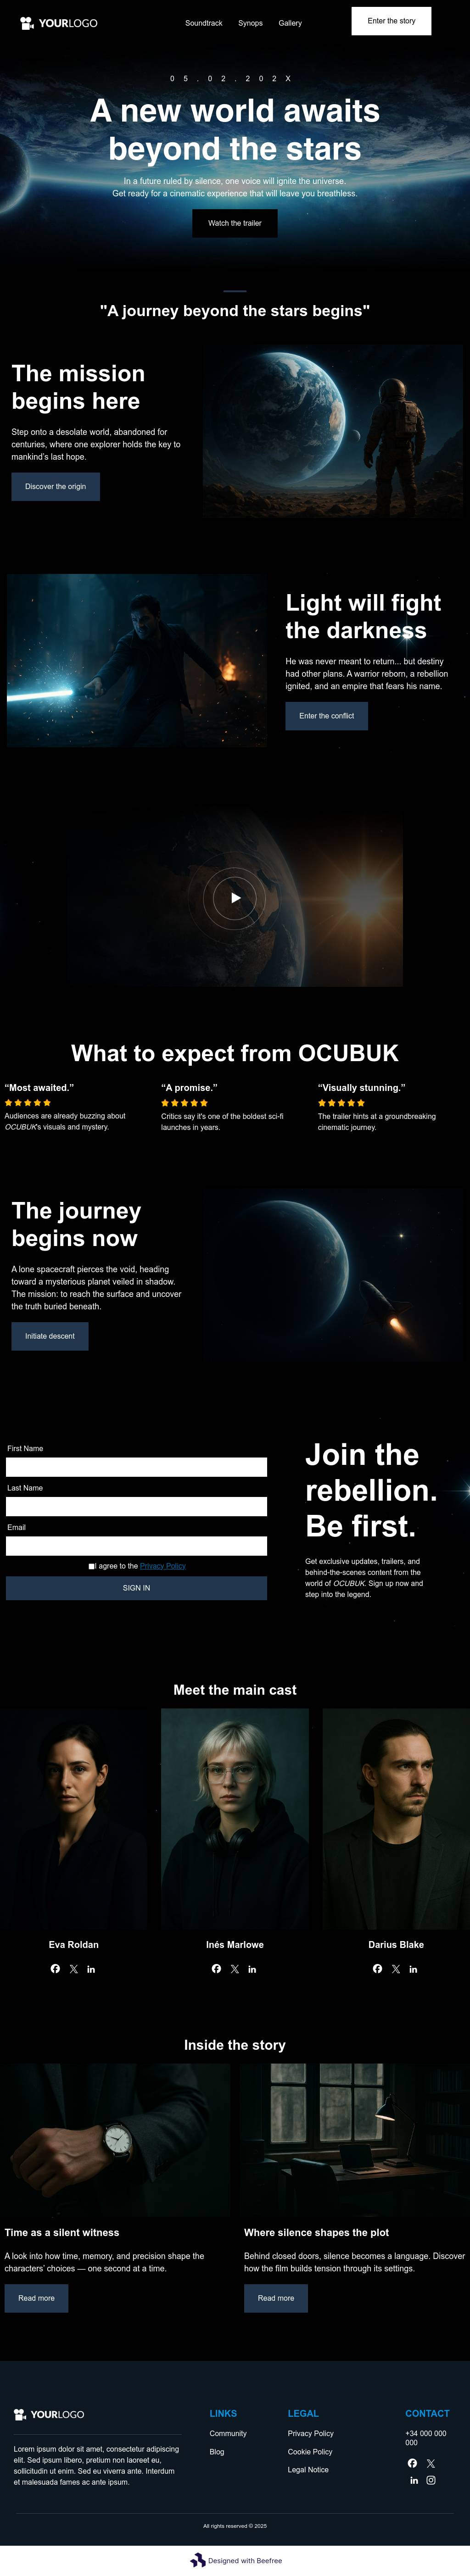 YOURLOGO
Soundtrack
Synops
Gallery
Enter the story
05.02.202X
A new world awaits
beyond the stars
In a future ruled by silence, one voice will ignite the universe.
Get ready for a cinematic experience that will leave you breathless.
Watch the trailer
"A journey beyond the stars begins"
The mission
begins here
Step onto a desolate world, abandoned for
centuries, where one explorer holds the key to
mankind's last hope.
Discover the origin
Light will fight
the darkness
He was never meant to return... but destiny
had other plans. A warrior reborn, a rebellion
ignited, and an empire that fears his name.
Enter the conflict
What to expect from OCUBUK
“Most awaited.”
Audiences are already buzzing about
OCUBUK's visuals and mystery.
“A promise.”
Critics say it's one of the boldest sci-fi
launches in years.
“Visually stunning.”
The trailer hints at a groundbreaking
cinematic journey.
The journey
begins now
A lone spacecraft pierces the void, heading
toward a mysterious planet veiled in shadow.
The mission: to reach the surface and uncover
the truth buried beneath.
Initiate descent
First Name
Last Name
Email
I agree to the Privacy Policy
SIGN IN
Join the
rebellion.
Be first.
Get exclusive updates, trailers, and
behind-the-scenes content from the
world of OCUBUK. Sign up now and
step into the legend.
Meet the main cast
Eva Roldan
Inés Marlowe
Darius Blake
Inside the story
Time as a silent witness
A look into how time, memory, and precision shape the
characters' choices — one second at a time.
Read more
Where silence shapes the plot
Behind closed doors, silence becomes a language. Discover
how the film builds tension through its settings.
Read more
YOURLOGO
Lorem ipsum dolor sit amet, consectetur adipiscing
elit. Sed ipsum libero, pretium non laoreet eu,
sollicitudin ut enim. Sed eu viverra ante. Interdum
et malesuada fames ac ante ipsum.
LINKS
Community
Blog
LEGAL
Privacy Policy
Cookie Policy
Legal Notice
CONTACT
+34 000 000
000
All rights reserved © 2025
Designed with Beefree